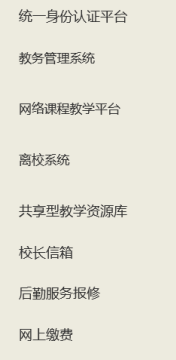 统一身份认证平台
教务管理系统
网络课程教学平台
离校系统
共享型教学资源库
校长信箱
后勤服务报修
网上缴费